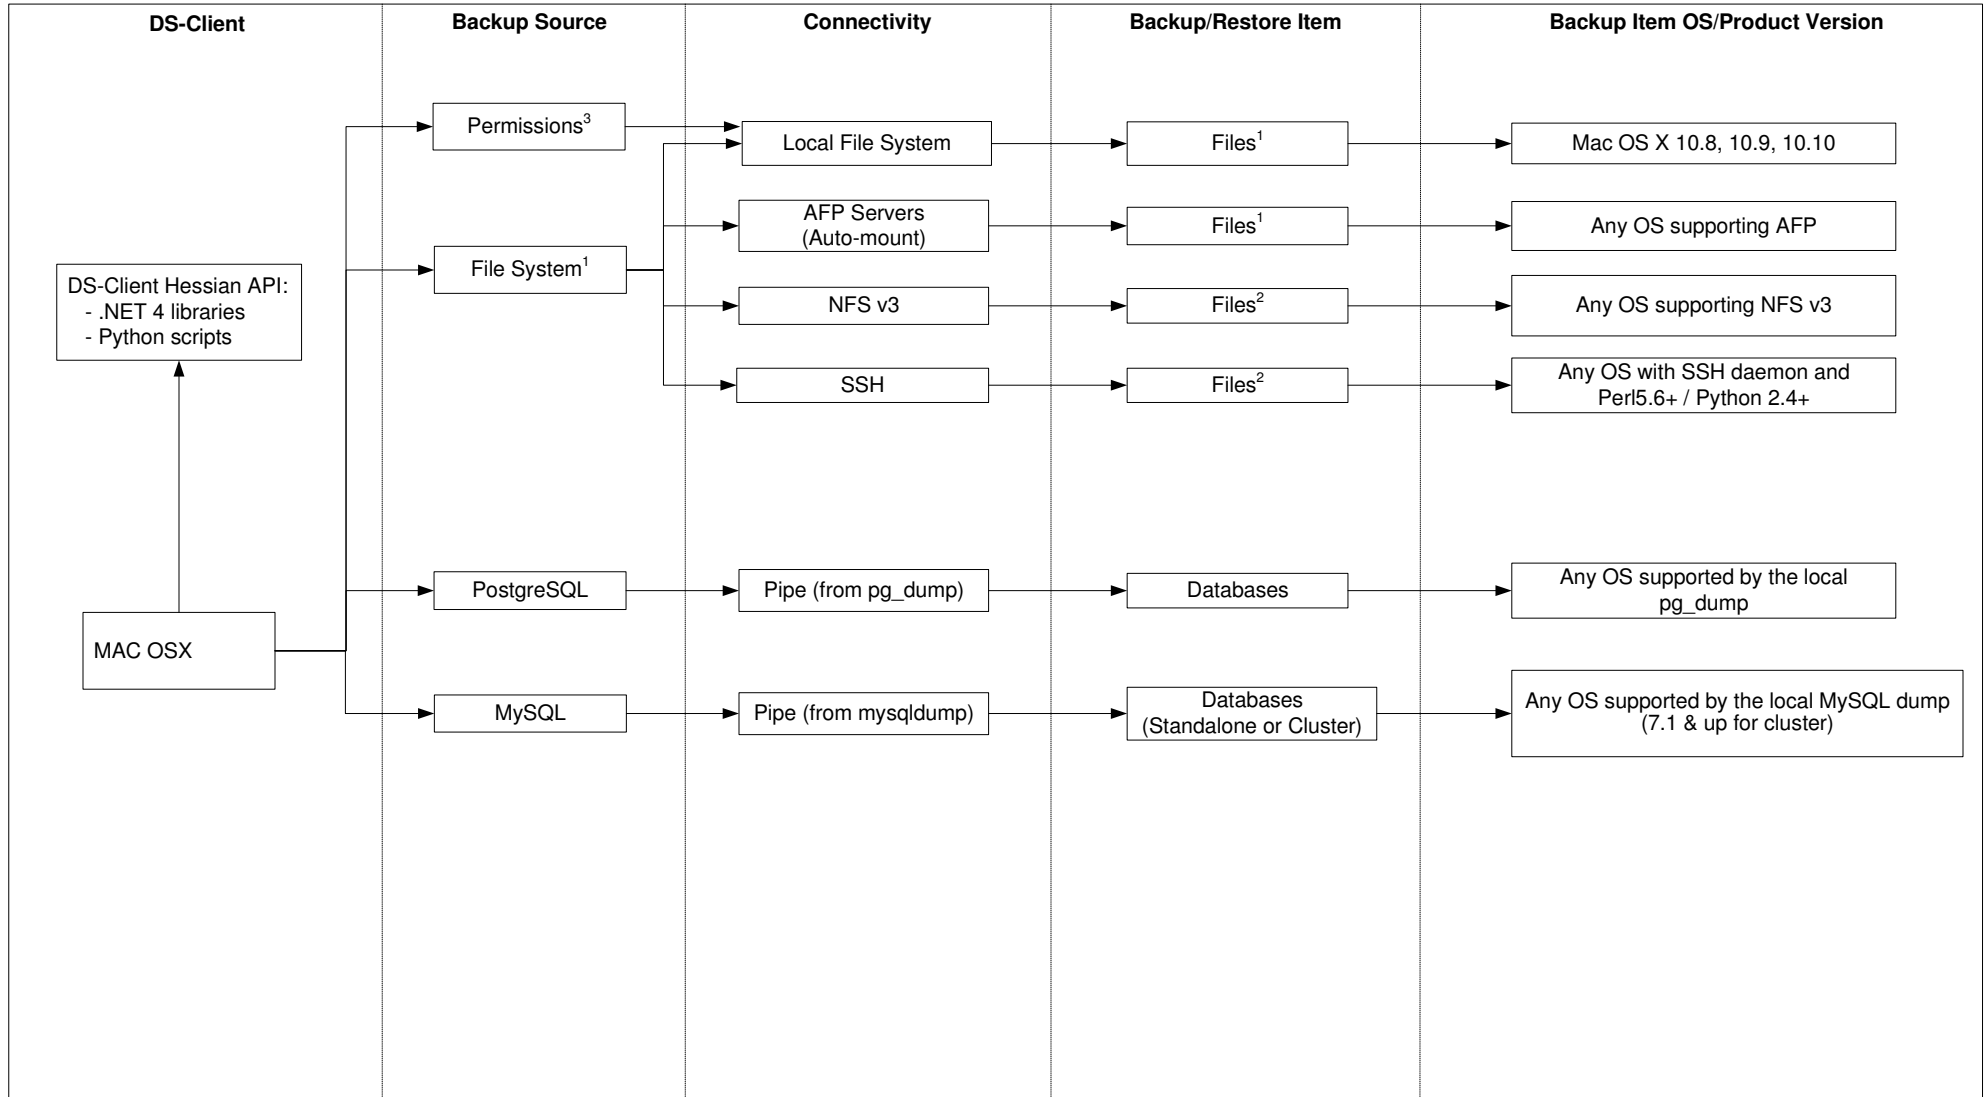 DS-Client
Backup Source
Connectivity
Backup/Restore Item
Backup Item OS/Product Version
Permissions³
Local File System
Files¹
Mac OS X 10.8, 10.9, 10.10
AFP Servers
(Auto-mount)
Files¹
Any OS supporting AFP
File System¹
DS-Client Hessian API:
- .NET 4 libraries
- Python scripts
NFS v3
Files²
Any OS supporting NFS v3
SSH
Files²
Any OS with SSH daemon and
Perl5.6+ / Python 2.4+
PostgreSQL
Pipe (from pg_dump)
Databases
Any OS supported by the local
pg_dump
MAC OSX
MySQL
Pipe (from mysqldump)
Databases
(Standalone or Cluster)
Any OS supported by the local MySQL dump
(7.1 & up for cluster)